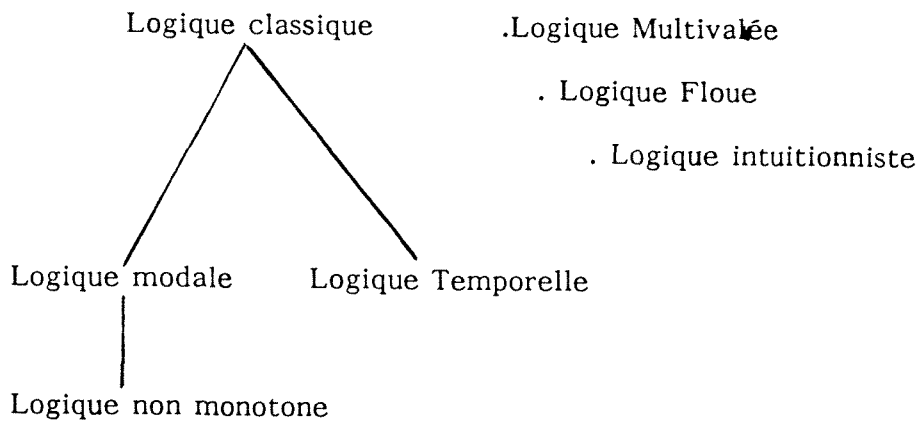 Logique classique
.Logique Multivalée
. Logique Floue
. Logique intuitionniste
Logique modale
Logique Temporelle
Logique non monotone